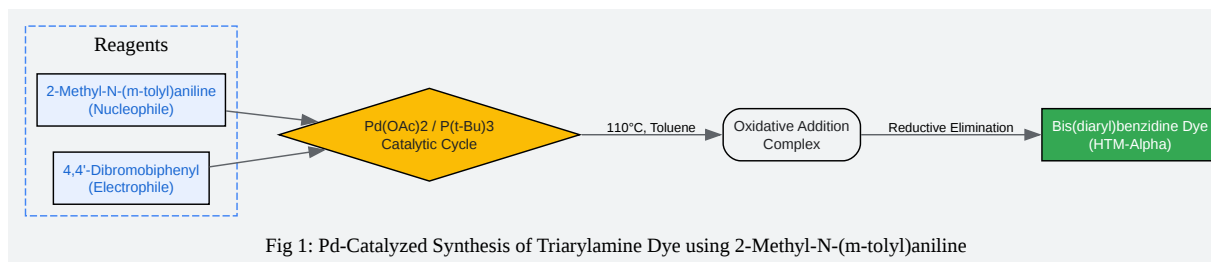 Reagents
2-Methyl-N-(m-tolyl)aniline
(Nucleophile)
4,4'-Dibromobiphenyl
(Electrophile)
Pd(OAc)2 / P(t-Bu)3
Catalytic Cycle
110°C, Toluene
Oxidative Addition
Complex
Reductive Elimination
Bis(diaryl)benzidine Dye
(HTM-Alpha)
Fig 1: Pd-Catalyzed Synthesis of Triarylamine Dye using 2-Methyl-N-(m-tolyl)aniline